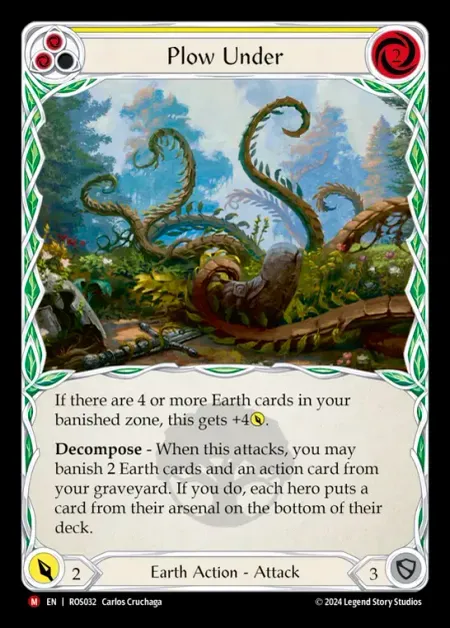 Plow Under
2
If there are 4 or more Earth cards in your
banished zone, this gets +4
Decompose - When this attacks, you may
banish 2 Earth cards and an action card from
your graveyard. If you do, each hero puts a
card from their arsenal on the bottom of their
deck.
2 Earth Action - Attack 3
M EN | ROS032 Carlos Cruchaga © 2024 Legend Story Studios